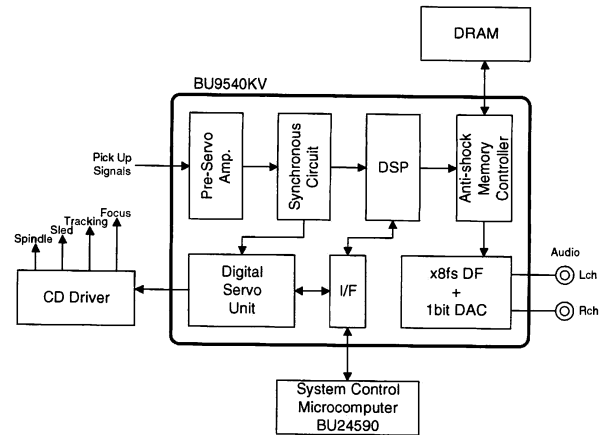 DRAM
BU9540KV
Pick Up
Signals
Pre-Servo
Amp.
Synchronous
Circuit
DSP
Anti-shock
Memory
Controller
Spindle
Sled
Tracking
Focus
CD Driver
Digital
Servo
Unit
I/F
x8fs DF
+
1bit DAC
Audio
Lch
Rch
System Control
Microcomputer
BU24590